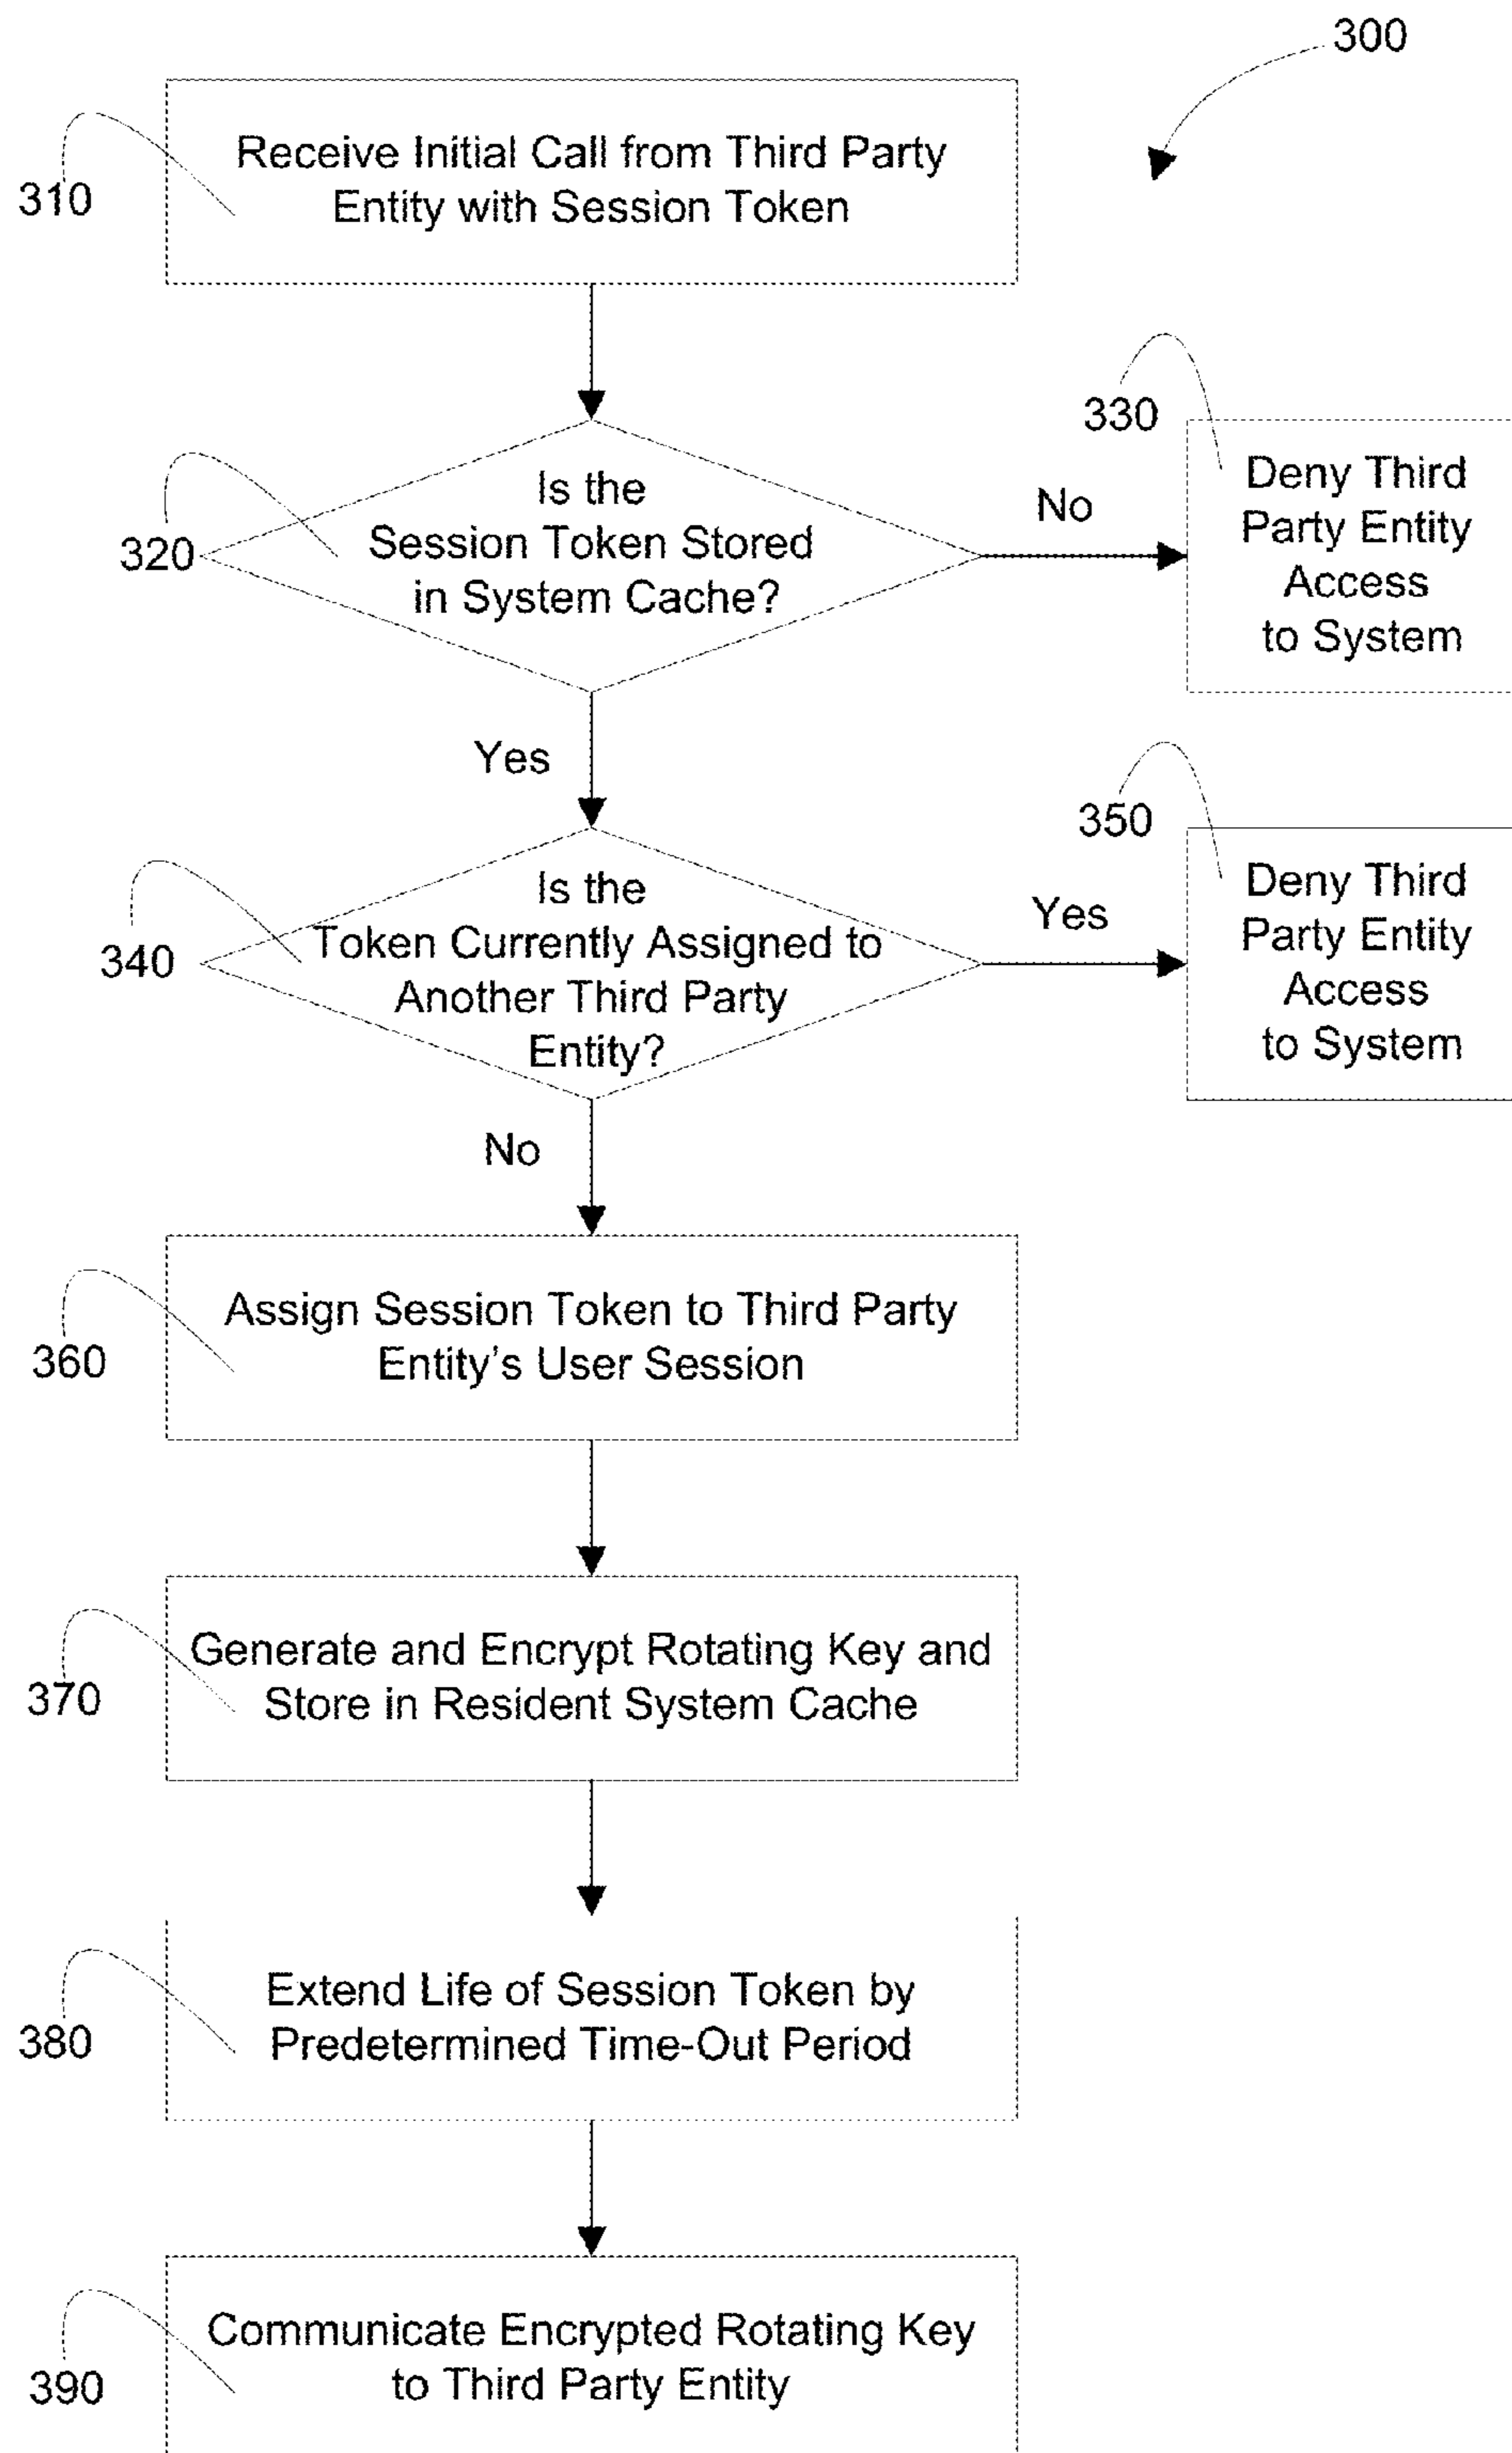 300
310
Receive Initial Call from Third Party
Entity with Session Token
320
Is the
Session Token Stored
in System Cache?
No
330
Deny Third
Party Entity
Access
to System
Yes
340
Is the
Token Currently Assigned to
Another Third Party
Entity?
Yes
350
Deny Third
Party Entity
Access
to System
No
360
Assign Session Token to Third Party
Entity's User Session
370
Generate and Encrypt Rotating Key and
Store in Resident System Cache
380
Extend Life of Session Token by
Predetermined Time-Out Period
390
Communicate Encrypted Rotating Key
to Third Party Entity